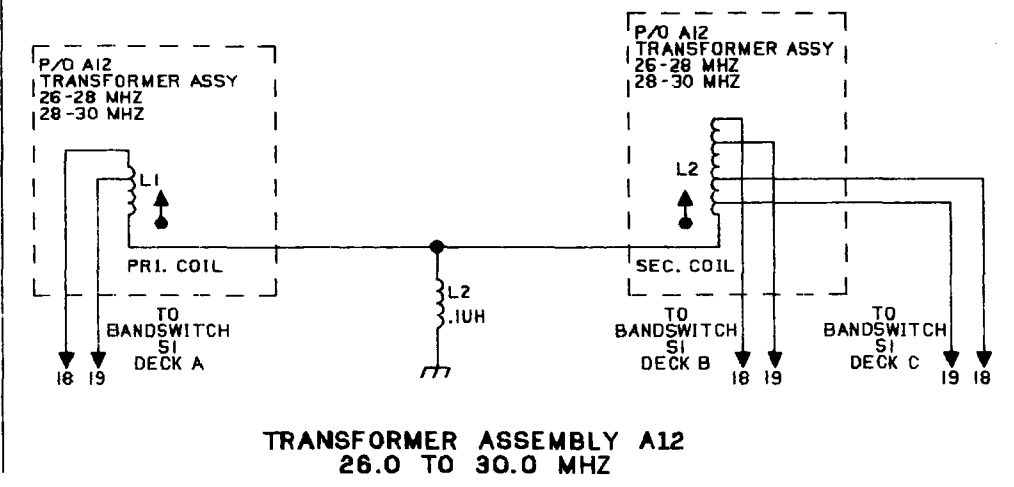 P/O A12
TRANSFORMER ASSY
26-28 MHZ
28-30 MHZ
L1
PRI. COIL
TO
BANDSWITCH
S1
DECK A
18 19
L2
.1UH
P/O A12
TRANSFORMER ASSY
26-28 MHZ
28-30 MHZ
L2
SEC. COIL
TO
BANDSWITCH
S1
DECK B
18 19
TO
BANDSWITCH
S1
DECK C
19 18
TRANSFORMER ASSEMBLY A12
26.0 TO 30.0 MHZ